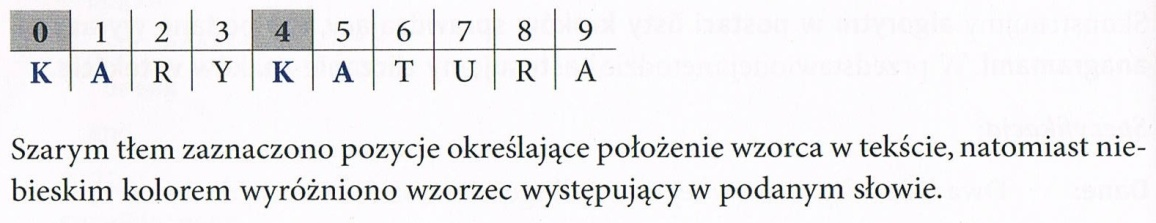 0 1 2 3 4 5 6 7 8 9
K A R Y K A T U R A
Szarym tłem zaznaczono pozycje określające położenie wzorca w tekście, natomiast nie-
bieskim kolorem wyróżniono wzorzec występujący w podanym słowie.